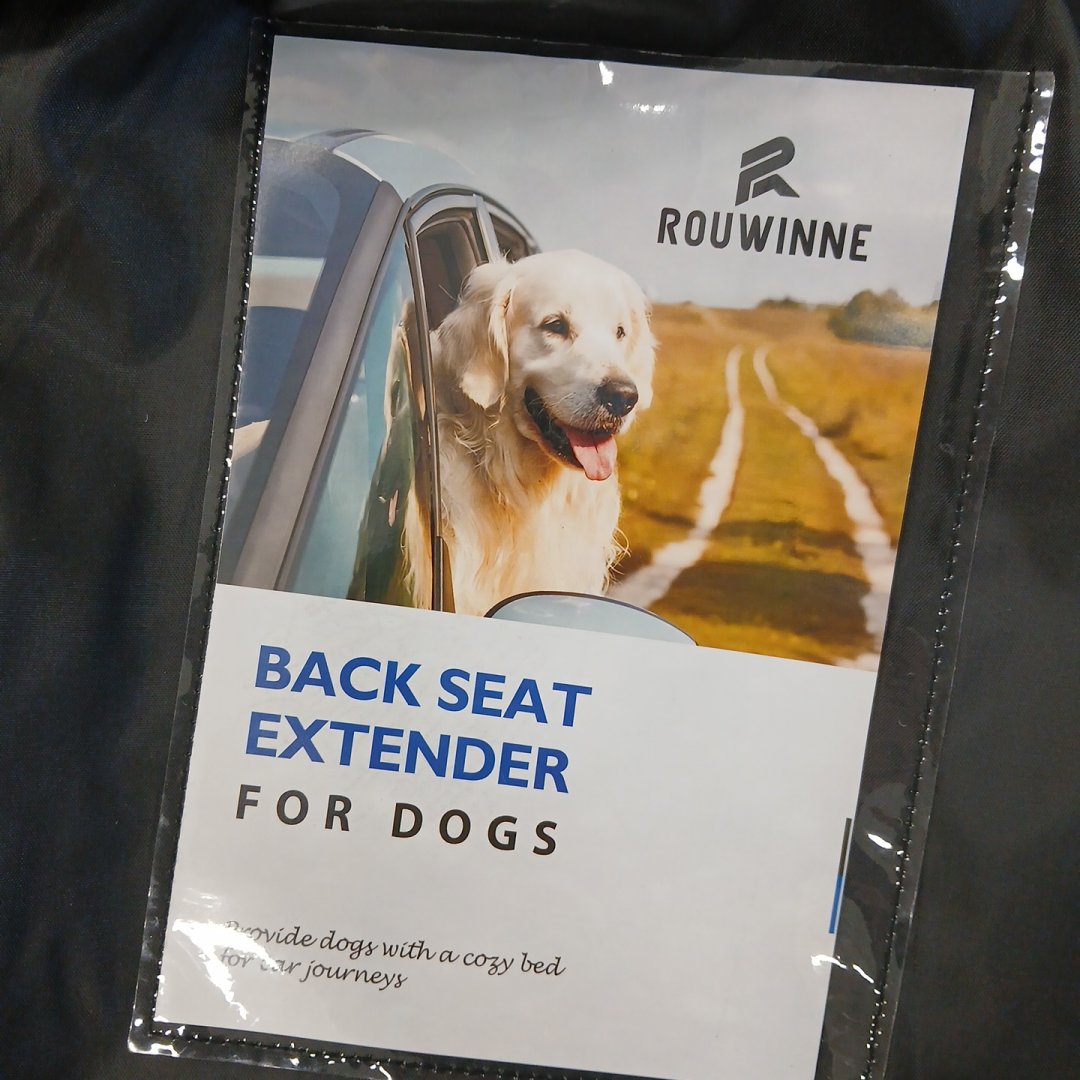 ROUWINNE
BACK SEAT
EXTENDER
FOR DOGS
Provide dogs with a cozy bed
for car journeys